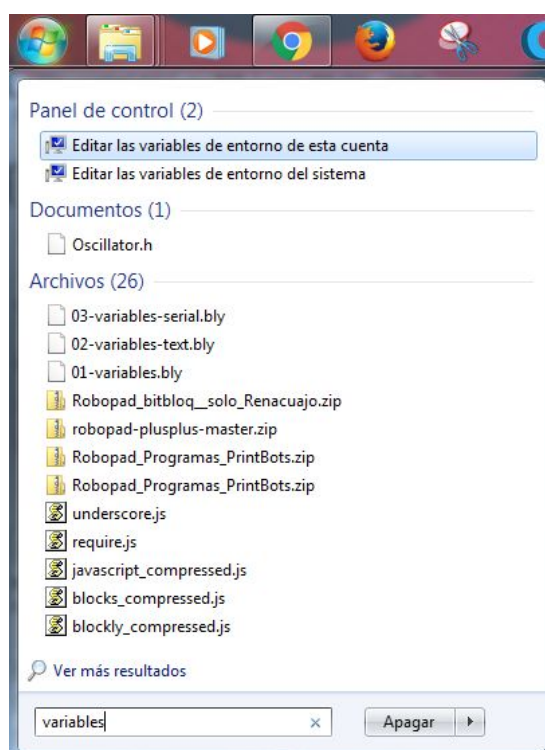 Panel de control (2)
Editar las variables de entorno de esta cuenta
Editar las variables de entorno del sistema
Documentos (1)
Oscillator.h
Archivos (26)
03-variables-serial.bly
02-variables-text.bly
01-variables.bly
Robopad_bitbloq__solo_Renacuajo.zip
robopad-plusplus-master.zip
Robopad_Programas_PrintBots.zip
Robopad_Programas_PrintBots.zip
underscore.js
require.js
javascript_compressed.js
blocks_compressed.js
blockly_compressed.js
Ver más resultados
variables Apagar